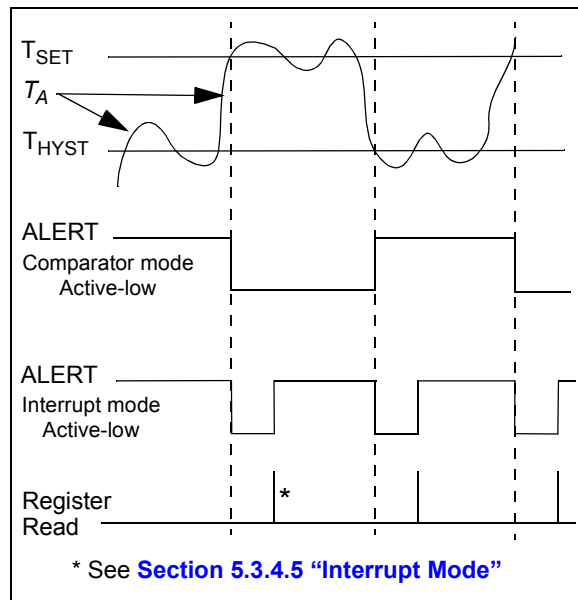 TSET
TA
THYST
ALERT
Comparator mode
Active-low
ALERT
Interrupt mode
Active-low
Register
Read
*
* See Section 5.3.4.5 “Interrupt Mode”